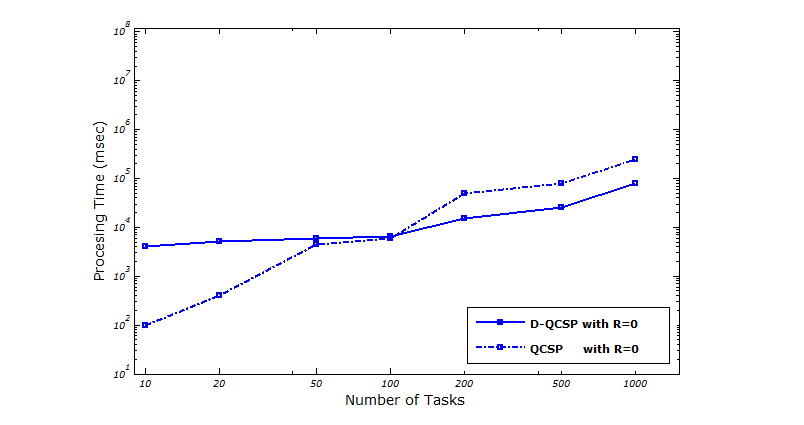 10^8
10^7
10^6
10^5
10^4
10^3
10^2
10^1
Procesing Time (msec)
10 20 50 100 200 500 1000
Number of Tasks
D-QCSP with R=0
QCSP with R=0